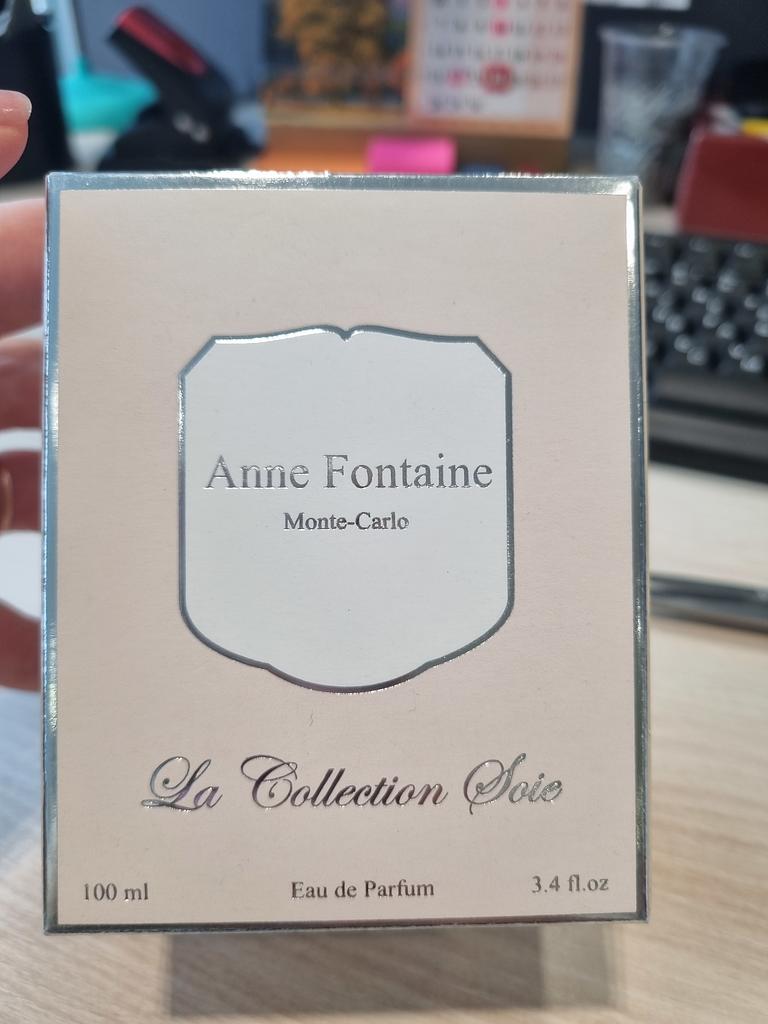 Anne Fontaine
Monte-Carlo
La Collection Soie
100 ml Eau de Parfum 3.4 fl.oz